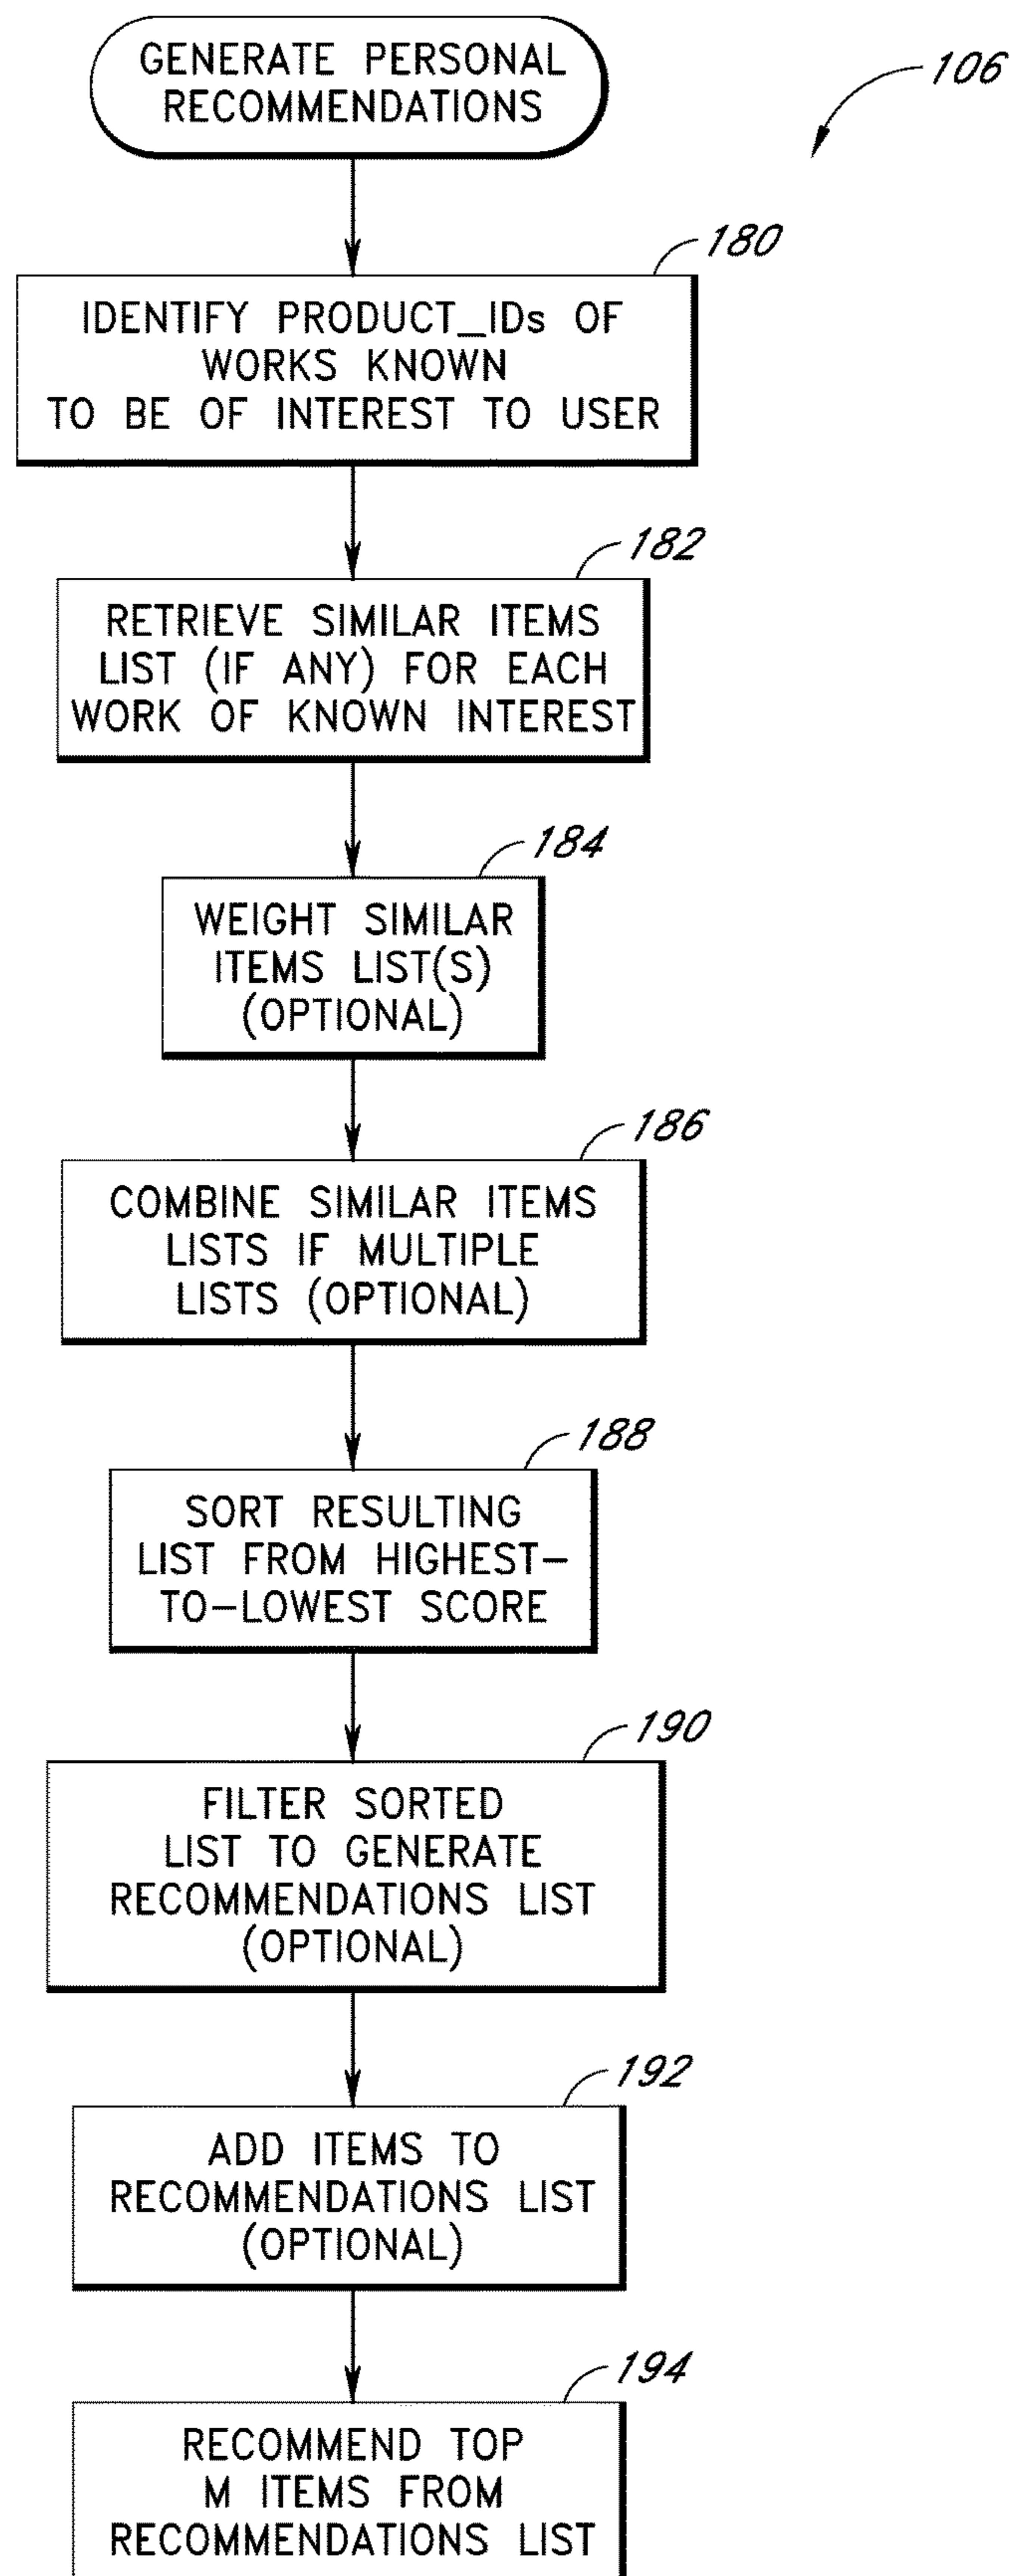 GENERATE PERSONAL
RECOMMENDATIONS
106
180
IDENTIFY PRODUCT_IDs OF
WORKS KNOWN
TO BE OF INTEREST TO USER
182
RETRIEVE SIMILAR ITEMS
LIST (IF ANY) FOR EACH
WORK OF KNOWN INTEREST
184
WEIGHT SIMILAR
ITEMS LIST(S)
(OPTIONAL)
186
COMBINE SIMILAR ITEMS
LISTS IF MULTIPLE
LISTS (OPTIONAL)
188
SORT RESULTING
LIST FROM HIGHEST-
TO-LOWEST SCORE
190
FILTER SORTED
LIST TO GENERATE
RECOMMENDATIONS LIST
(OPTIONAL)
192
ADD ITEMS TO
RECOMMENDATIONS LIST
(OPTIONAL)
194
RECOMMEND TOP
M ITEMS FROM
RECOMMENDATIONS LIST